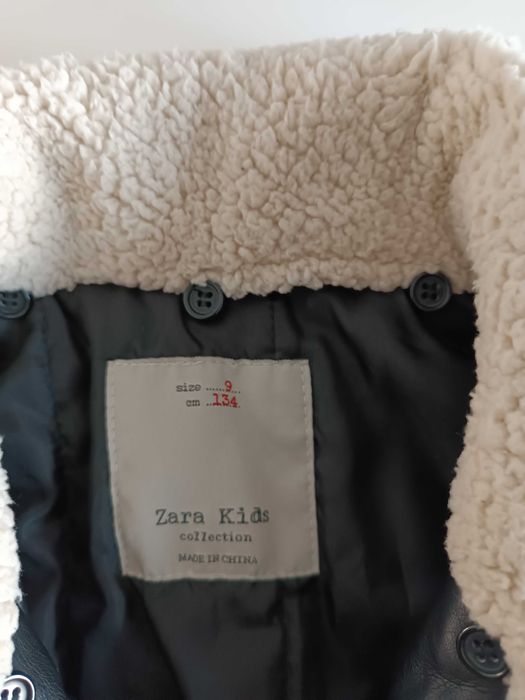 size ......9..
cm ..134.
Zara Kids
collection
MADE IN CHINA